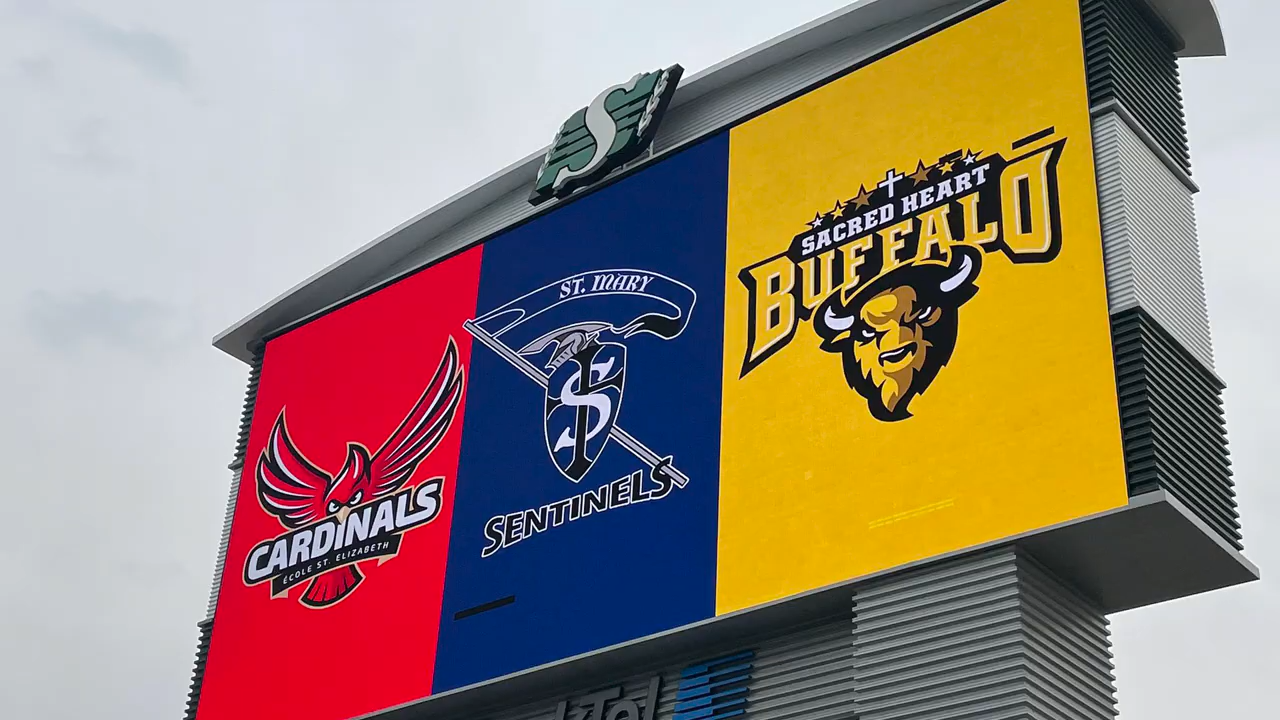 CARDINALS
ÉCOLE ST. ELIZABETH
ST. MARY
S
SENTINELS
SACRED HEART
BUFFALO
S